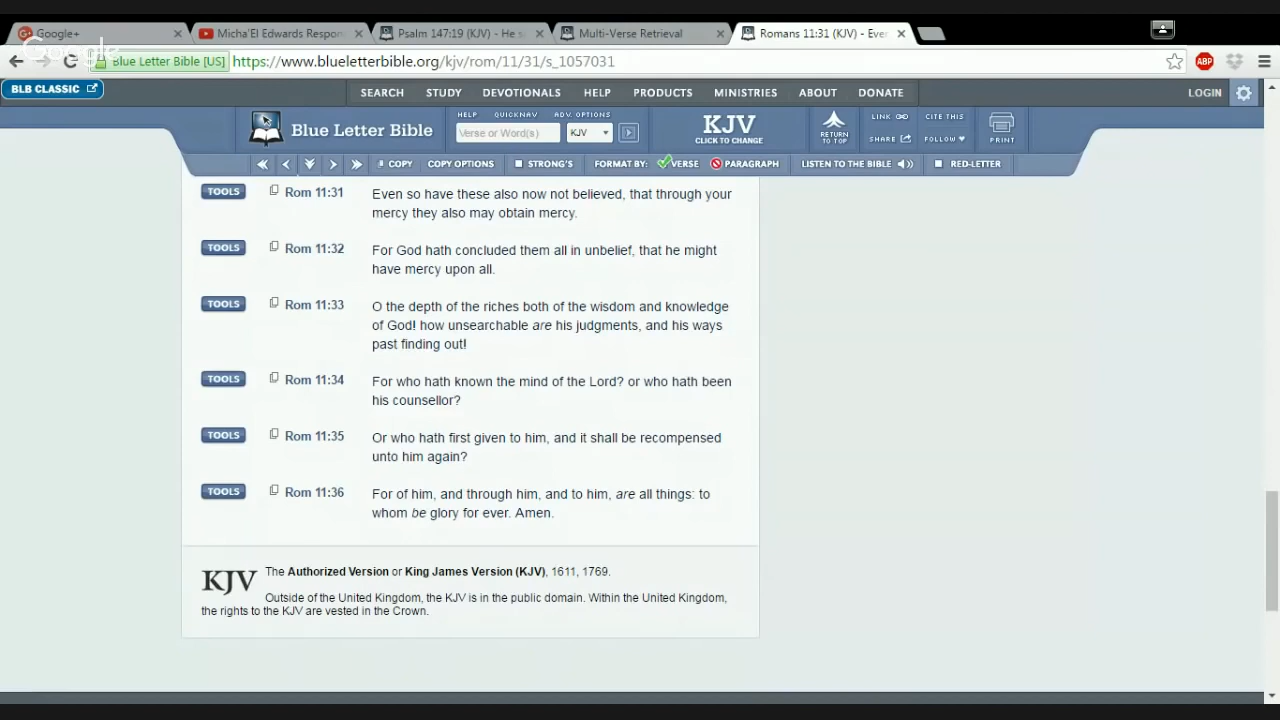 Google+
Micha'El Edwards Respon
Psalm 147:19 (KJV) - He s
Multi-Verse Retrieval
Romans 11:31 (KJV) - Eve
Google
Blue Letter Bible [US]
https://www.blueletterbible.org/kjv/rom/11/31/s_1057031
ABP
BLB CLASSIC
SEARCH STUDY DEVOTIONALS HELP PRODUCTS MINISTRIES ABOUT DONATE LOGIN
Blue Letter Bible
HELP QUICKNAV ADV. OPTIONS
Verse or Word(s) KJV
KJV
CLICK TO CHANGE
RETURN
TO TOP
LINK CITE THIS
SHARE FOLLOW
PRINT
COPY COPY OPTIONS STRONG'S FORMAT BY: VERSE PARAGRAPH LISTEN TO THE BIBLE RED-LETTER
TOOLS Rom 11:31 Even so have these also now not believed, that through your
mercy they also may obtain mercy.
TOOLS Rom 11:32 For God hath concluded them all in unbelief, that he might
have mercy upon all.
TOOLS Rom 11:33 O the depth of the riches both of the wisdom and knowledge
of God! how unsearchable are his judgments, and his ways
past finding out!
TOOLS Rom 11:34 For who hath known the mind of the Lord? or who hath been
his counsellor?
TOOLS Rom 11:35 Or who hath first given to him, and it shall be recompensed
unto him again?
TOOLS Rom 11:36 For of him, and through him, and to him, are all things: to
whom be glory for ever. Amen.
KJV The Authorized Version or King James Version (KJV), 1611, 1769.
Outside of the United Kingdom, the KJV is in the public domain. Within the United Kingdom,
the rights to the KJV are vested in the Crown.